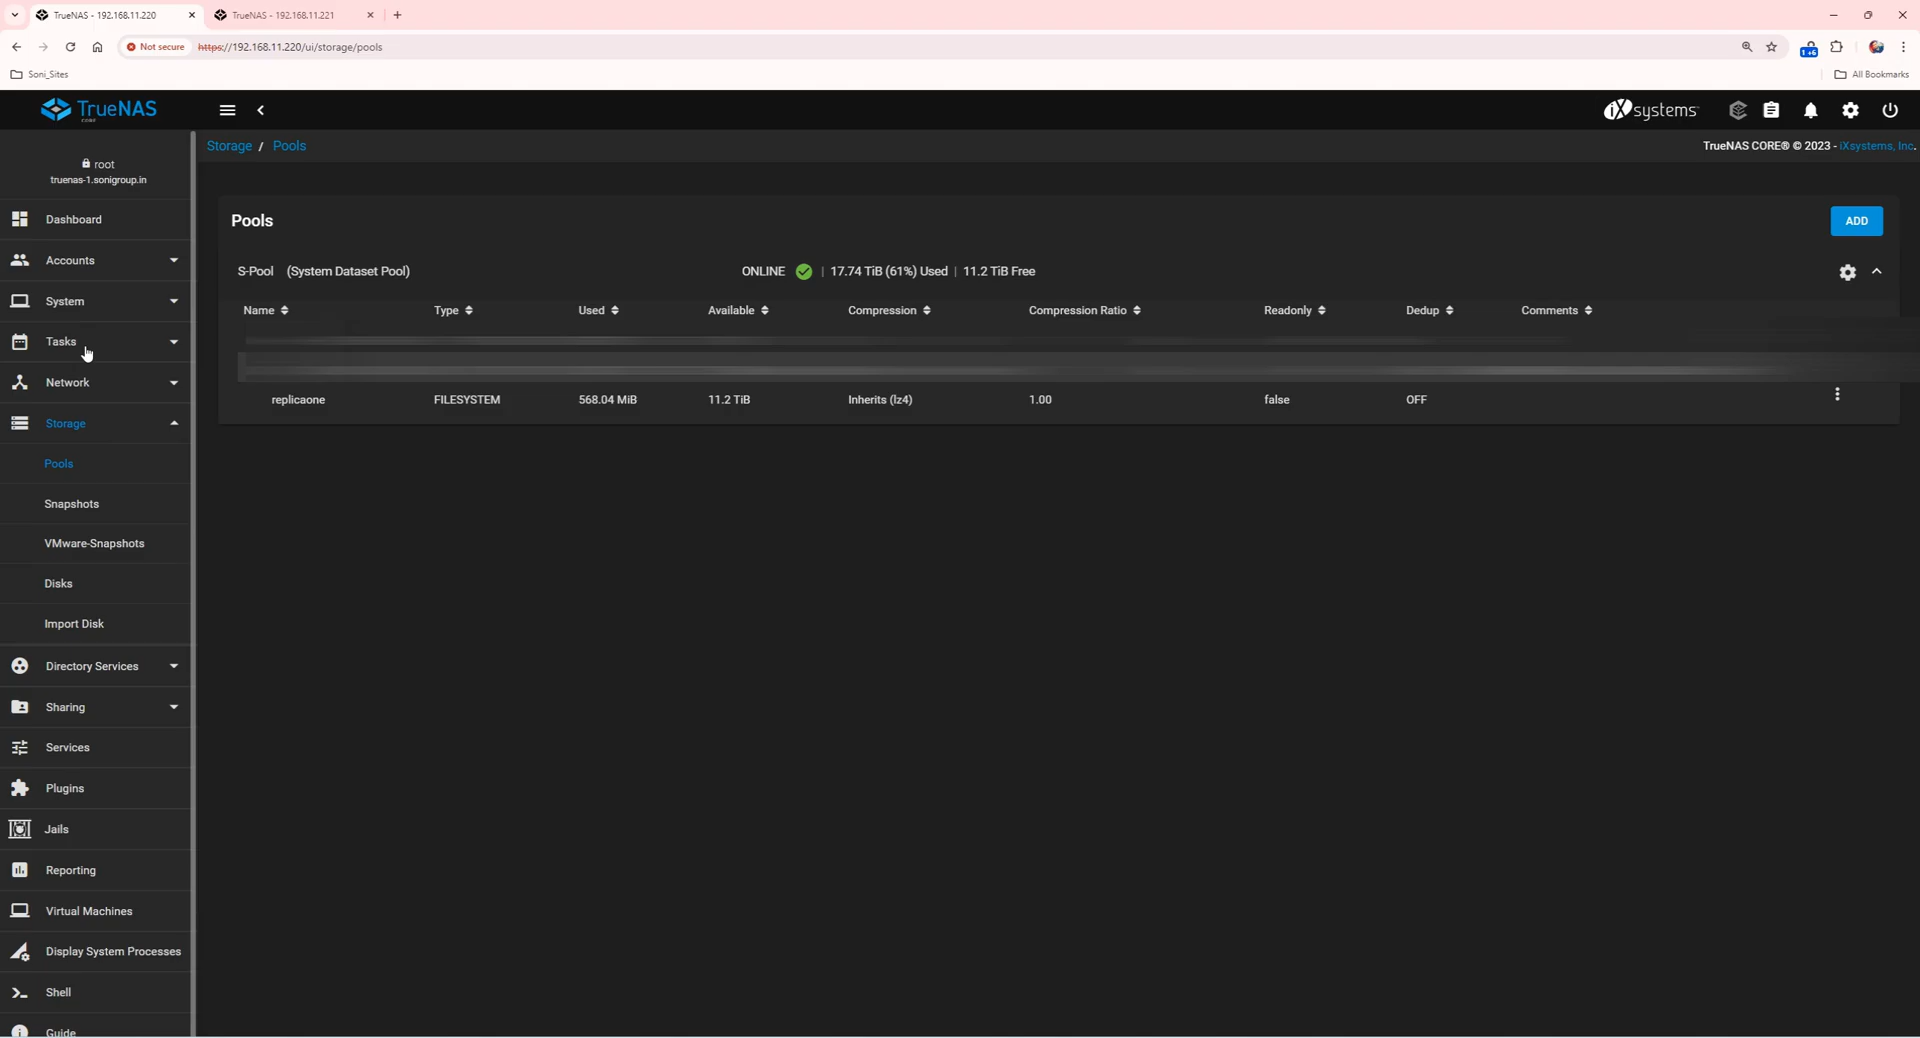 TrueNAS - 192.168.11.220
TrueNAS - 192.168.11.221
Not secure https://192.168.11.220/ui/storage/pools
1 +6
Soni_Sites
All Bookmarks
TrueNAS
CORE
iXsystems
Storage / Pools
TrueNAS CORE® © 2023 - iXsystems, Inc.
root
truenas-1.sonigroup.in
Dashboard
Accounts
System
Tasks
Network
Storage
Pools
Snapshots
VMware-Snapshots
Disks
Import Disk
Directory Services
Sharing
Services
Plugins
Jails
Reporting
Virtual Machines
Display System Processes
Shell
Guide
Pools
ADD
S-Pool (System Dataset Pool) ONLINE | 17.74 TiB (61%) Used | 11.2 TiB Free
Name Type Used Available Compression Compression Ratio Readonly Dedup Comments
replicaone FILESYSTEM 568.04 MiB 11.2 TiB Inherits (lz4) 1.00 false OFF